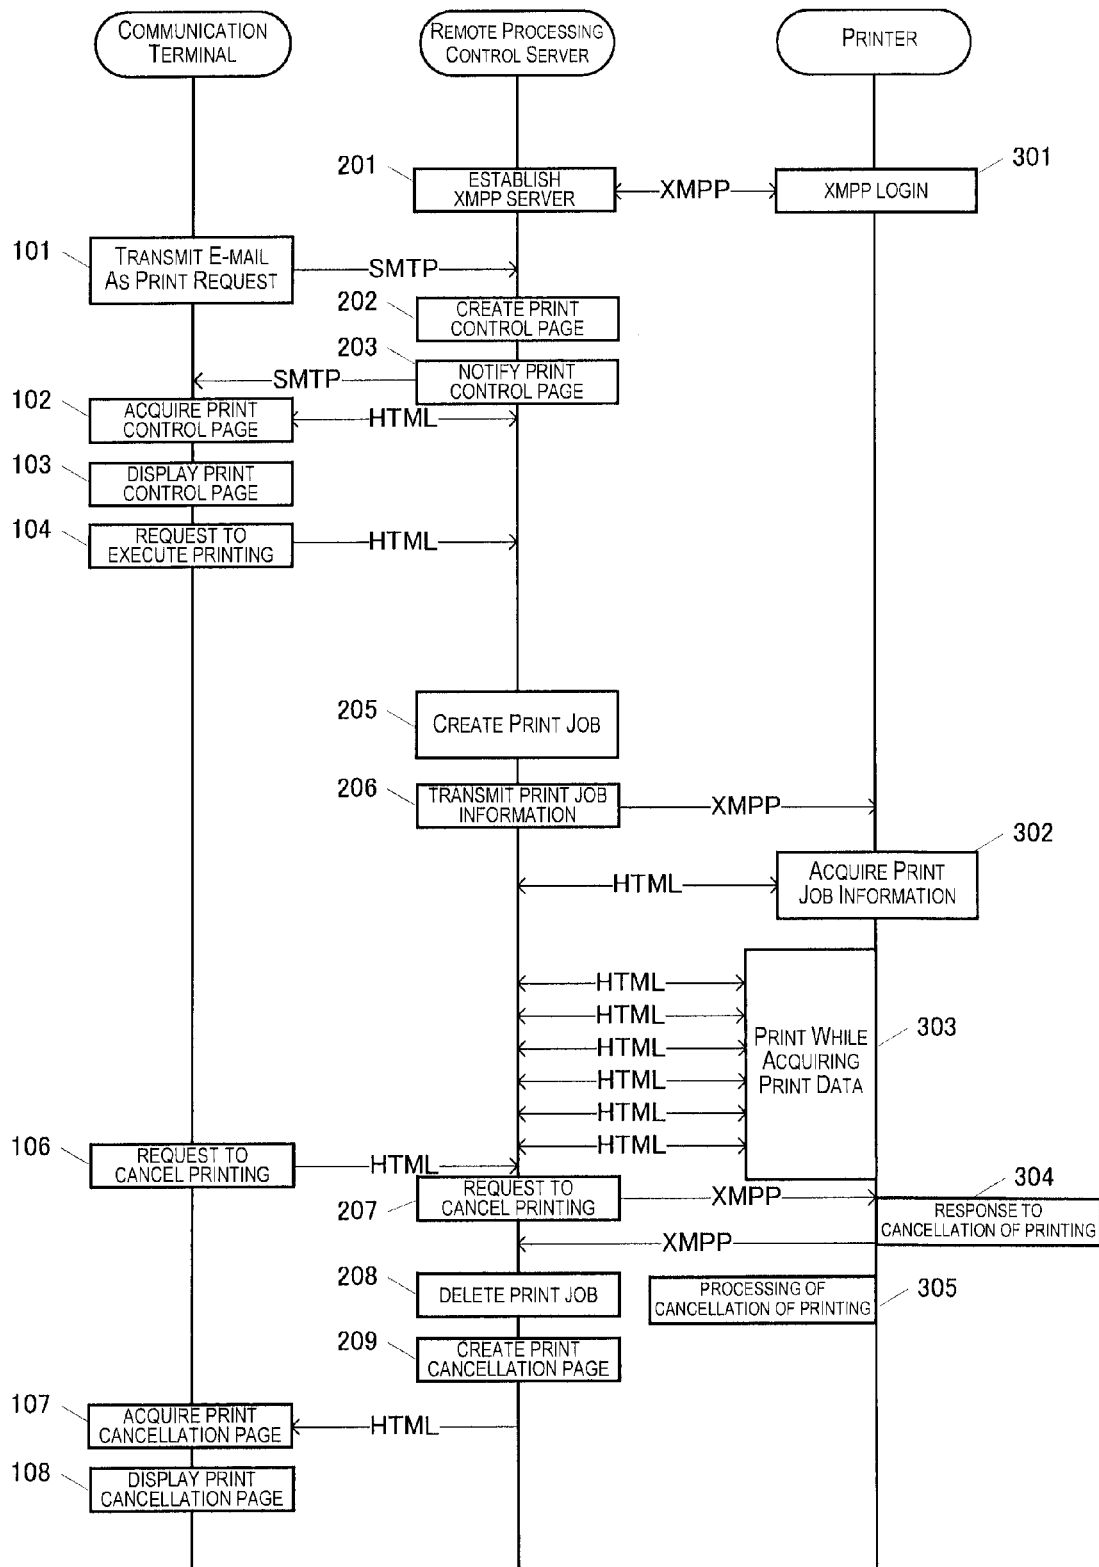 COMMUNICATION
TERMINAL
REMOTE PROCESSING
CONTROL SERVER
PRINTER
201
ESTABLISH
XMPP SERVER
XMPP
301
XMPP LOGIN
101
TRANSMIT E-MAIL
AS PRINT REQUEST
SMTP
202
CREATE PRINT
CONTROL PAGE
203
NOTIFY PRINT
CONTROL PAGE
SMTP
102
ACQUIRE PRINT
CONTROL PAGE
HTML
103
DISPLAY PRINT
CONTROL PAGE
104
REQUEST TO
EXECUTE PRINTING
HTML
205
CREATE PRINT JOB
206
TRANSMIT PRINT JOB
INFORMATION
XMPP
302
ACQUIRE PRINT
JOB INFORMATION
HTML
HTML
HTML
HTML
HTML
HTML
HTML
303
PRINT WHILE
ACQUIRING
PRINT DATA
106
REQUEST TO
CANCEL PRINTING
HTML
207
REQUEST TO
CANCEL PRINTING
XMPP
304
RESPONSE TO
CANCELLATION OF PRINTING
XMPP
208
DELETE PRINT JOB
PROCESSING OF
CANCELLATION OF PRINTING
305
209
CREATE PRINT
CANCELLATION PAGE
107
ACQUIRE PRINT
CANCELLATION PAGE
HTML
108
DISPLAY PRINT
CANCELLATION PAGE